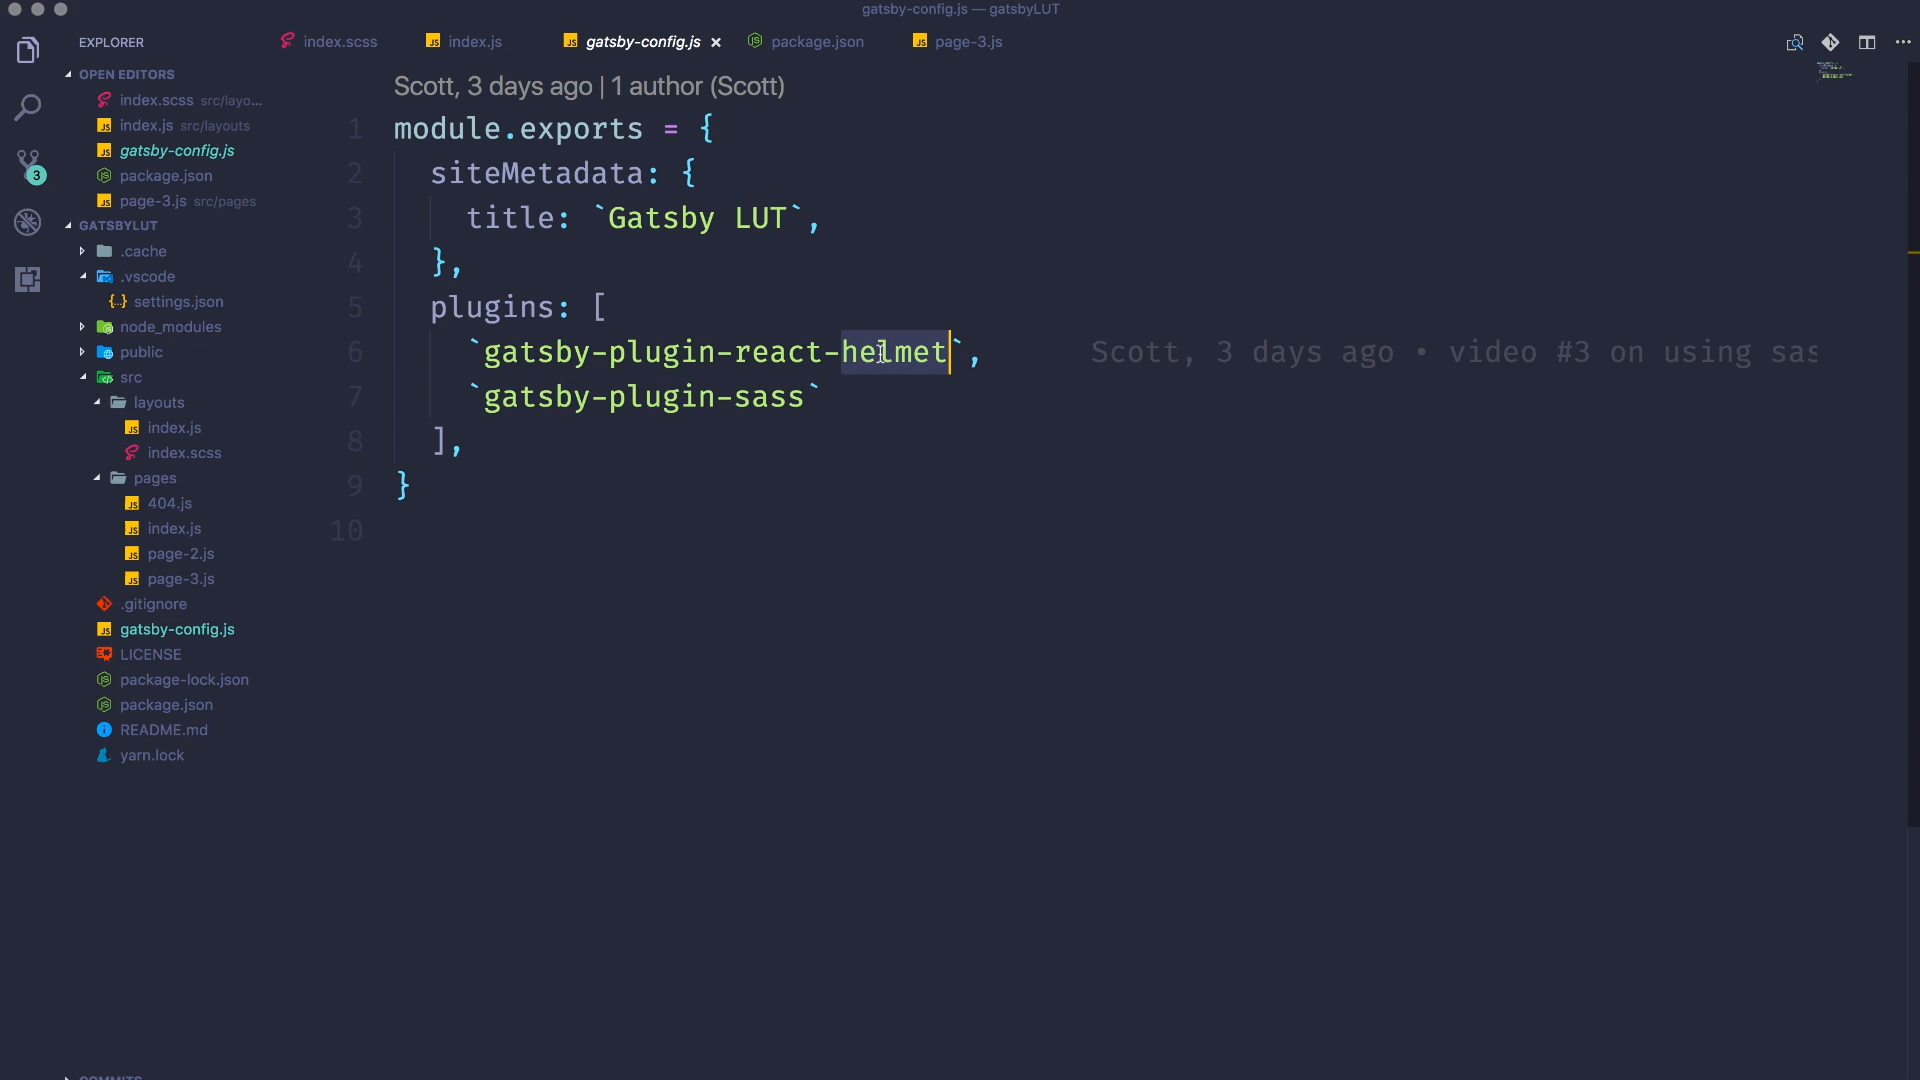 gatsby-config.js — gatsbyLUT
EXPLORER
index.scss
index.js
gatsby-config.js
package.json
page-3.js
OPEN EDITORS
index.scss src/layo...
index.js src/layouts
gatsby-config.js
package.json
page-3.js src/pages
GATSBYLUT
.cache
.vscode
{..} settings.json
node_modules
public
src
layouts
index.js
index.scss
pages
404.js
index.js
page-2.js
page-3.js
.gitignore
gatsby-config.js
LICENSE
package-lock.json
package.json
README.md
yarn.lock
COMMITS
3
Scott, 3 days ago | 1 author (Scott)
1 module.exports = {
2 siteMetadata: {
3 title: `Gatsby LUT`,
4 },
5 plugins: [
6 `gatsby-plugin-react-helmet`, Scott, 3 days ago • video #3 on using sas
7 `gatsby-plugin-sass`
8 ],
9 }
10